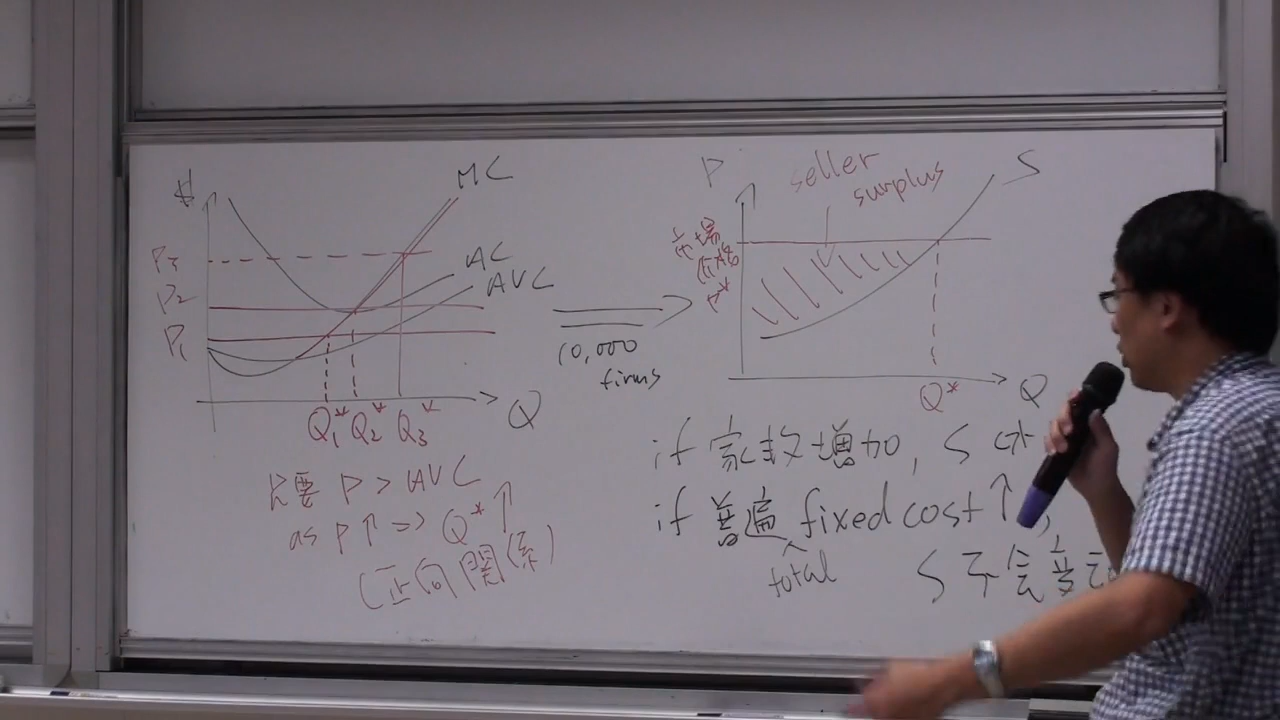 $
MC
AC
AVC
P3
P2
P1
Q1* Q2* Q3*
Q
只要 P > AVC
as P↑ => Q*↑
(正向關係)
10,000
firms
P
seller
surplus
S
市場
價格
P*
Q*
Q
if 家數增加, S
if 普遍 fixed cost↑,
total
S不會變動